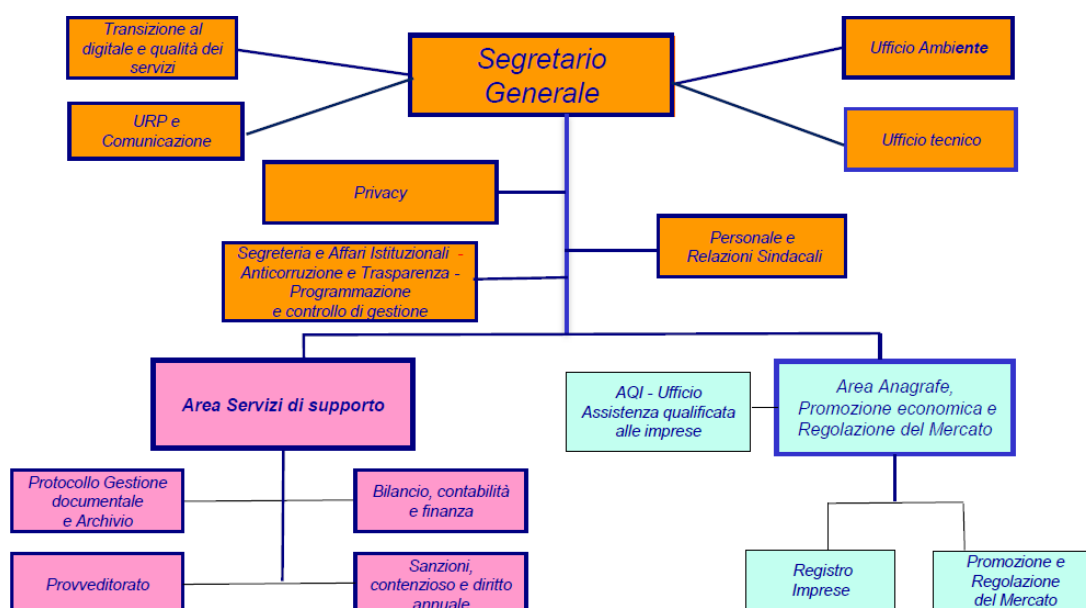 Transizione al
digitale e qualità dei
servizi
Segretario
Generale
Ufficio Ambiente
URP e
Comunicazione
Ufficio tecnico
Privacy
Personale e
Relazioni Sindacali
Segreteria e Affari Istituzionali -
Anticorruzione e Trasparenza -
Programmazione
e controllo di gestione
Area Servizi di supporto
AQI - Ufficio
Assistenza qualificata
alle imprese
Area Anagrafe,
Promozione economica e
Regolazione del Mercato
Protocollo Gestione
documentale
e Archivio
Bilancio, contabilità
e finanza
Provveditorato
Sanzioni,
contenzioso e diritto
annuale
Registro
Imprese
Promozione e
Regolazione
del Mercato